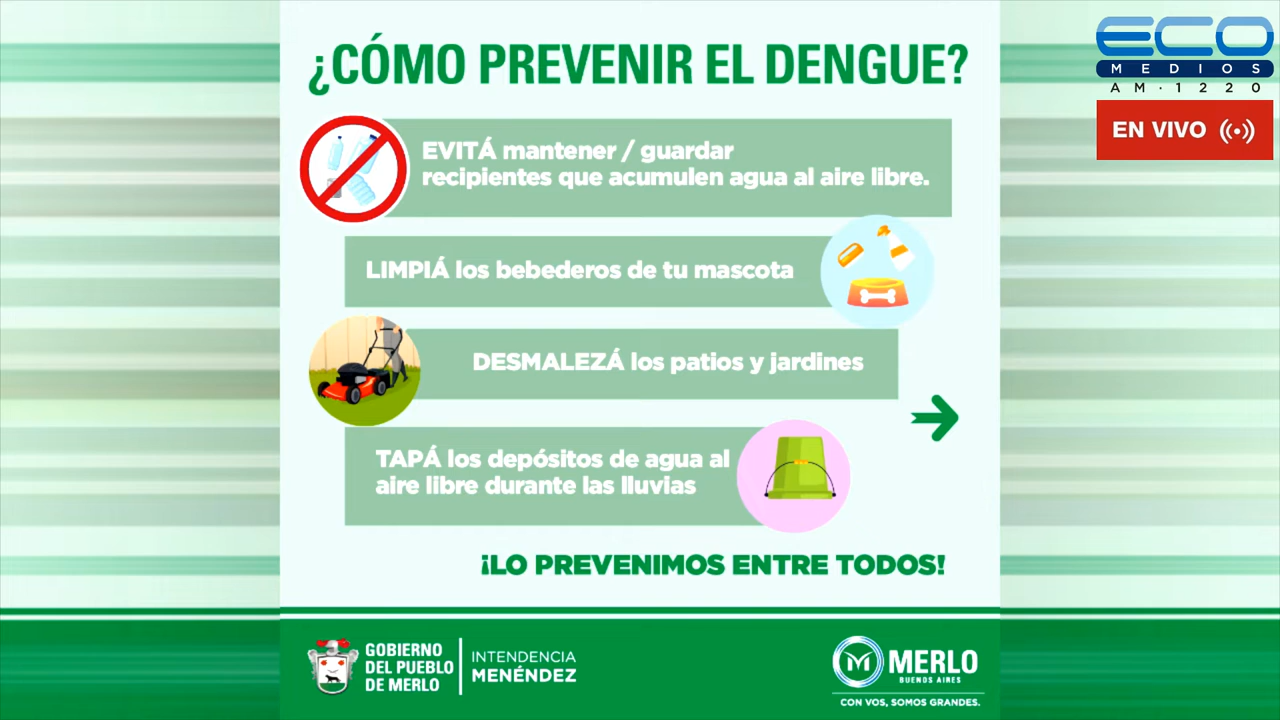 ¿CÓMO PREVENIR EL DENGUE?
ECO
MEDIOS
AM·1220
EN VIVO
EVITÁ mantener / guardar
recipientes que acumulen agua al aire libre.
LIMPIÁ los bebederos de tu mascota
DESMALEZÁ los patios y jardines
TAPÁ los depósitos de agua al
aire libre durante las lluvias
¡LO PREVENIMOS ENTRE TODOS!
GOBIERNO
DEL PUEBLO
DE MERLO
INTENDENCIA
MENÉNDEZ
MERLO
BUENOS AIRES
CON VOS, SOMOS GRANDES.